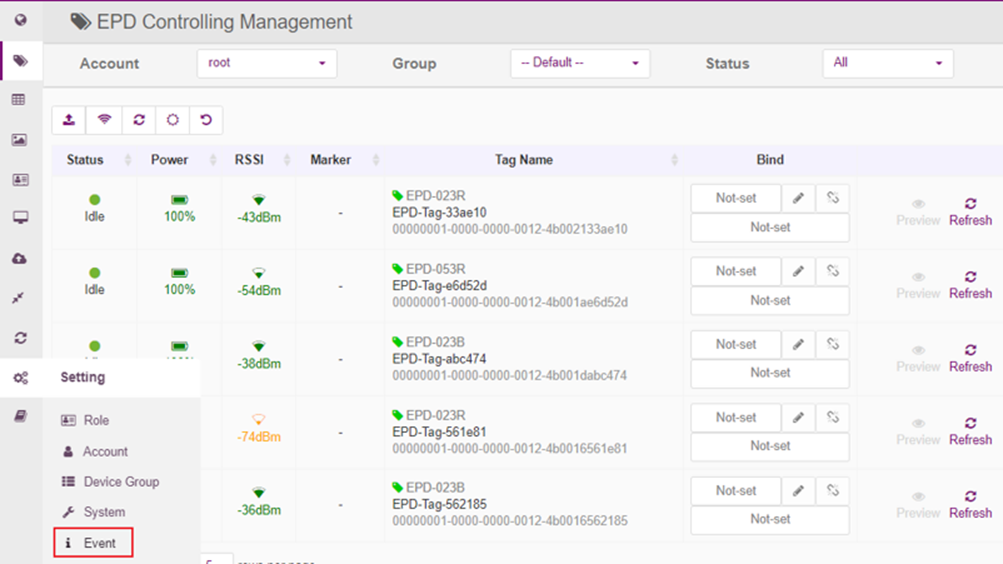 EPD Controlling Management
Account root Group -- Default -- Status All
Status Power RSSI Marker Tag Name Bind
EPD-023R
Idle 100% -43dBm - EPD-Tag-33ae10 Not-set Preview Refresh
00000001-0000-0000-0012-4b002133ae10 Not-set
EPD-053R
Idle 100% -54dBm - EPD-Tag-e6d52d Not-set Preview Refresh
00000001-0000-0000-0012-4b001ae6d52d Not-set
EPD-023B
-38dBm - EPD-Tag-abc474 Not-set Preview Refresh
00000001-0000-0000-0012-4b001dabc474 Not-set
EPD-023R
-74dBm - EPD-Tag-561e81 Not-set Preview Refresh
00000001-0000-0000-0012-4b0016561e81 Not-set
EPD-023B
-36dBm - EPD-Tag-562185 Not-set Preview Refresh
00000001-0000-0000-0012-4b0016562185 Not-set
Setting
Role
Account
Device Group
System
Event